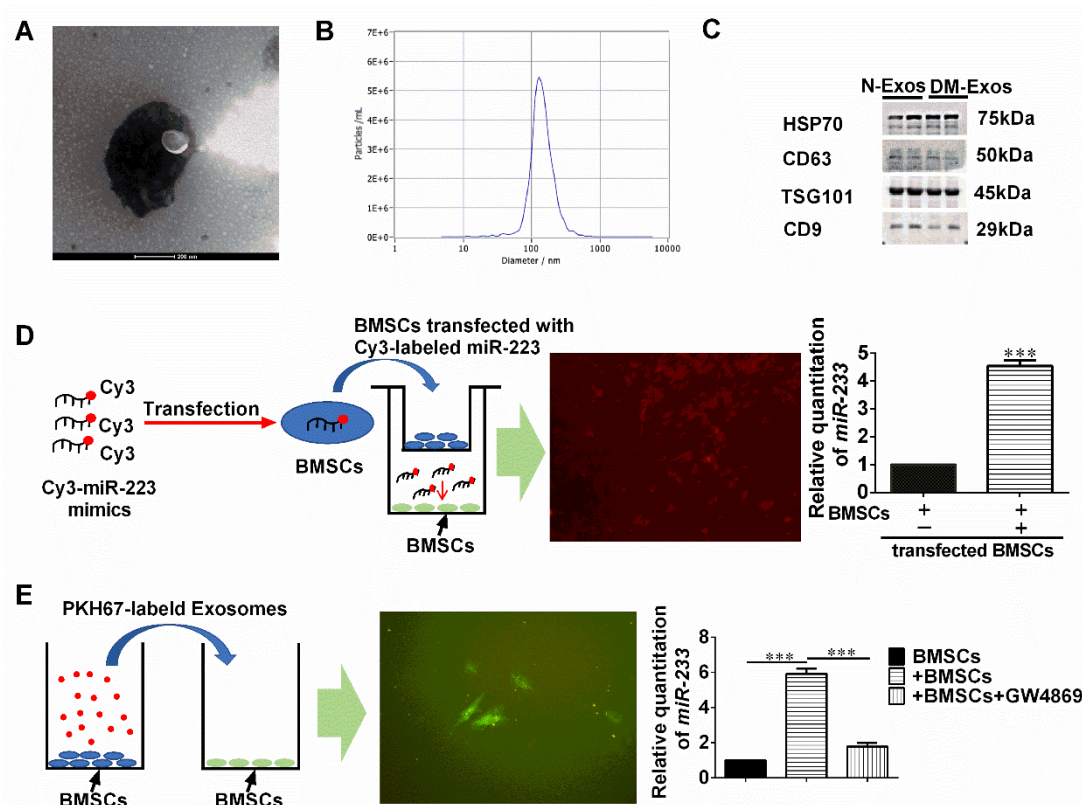 A
200 nm
B
7E+6
6E+6
5E+6
4E+6
3E+6
2E+6
1E+6
0E+0
Particles /mL
1
10
100
1000
10000
Diameter / nm
C
N-Exos DM-Exos
HSP70
75kDa
CD63
50kDa
TSG101
45kDa
CD9
29kDa
D
Cy3
Cy3
Cy3
Cy3-miR-223
mimics
Transfection
BMSCs
BMSCs transfected with
Cy3-labeled miR-223
BMSCs
Relative quantitation
of miR-233
5
4
3
2
1
0
***
BMSCs + +
− +
transfected BMSCs
E
PKH67-labeld Exosomes
BMSCs
BMSCs
Relative quantitation
of miR-233
8
6
4
2
0
***
***
BMSCs
+BMSCs
+BMSCs+GW4869